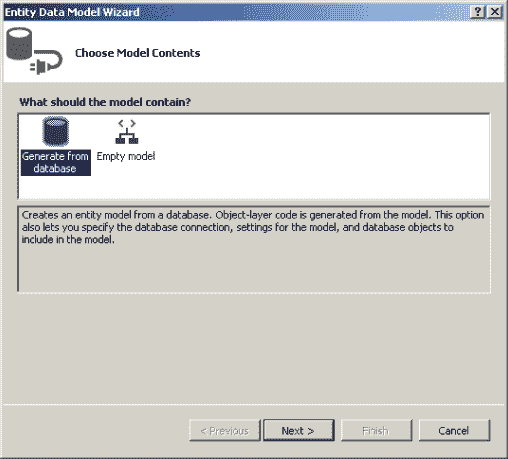 Entity Data Model Wizard
Choose Model Contents
What should the model contain?
Generate from
database
Empty model
Creates an entity model from a database. Object-layer code is generated from the model. This option
also lets you specify the database connection, settings for the model, and database objects to
include in the model.
< Previous
Next >
Finish
Cancel